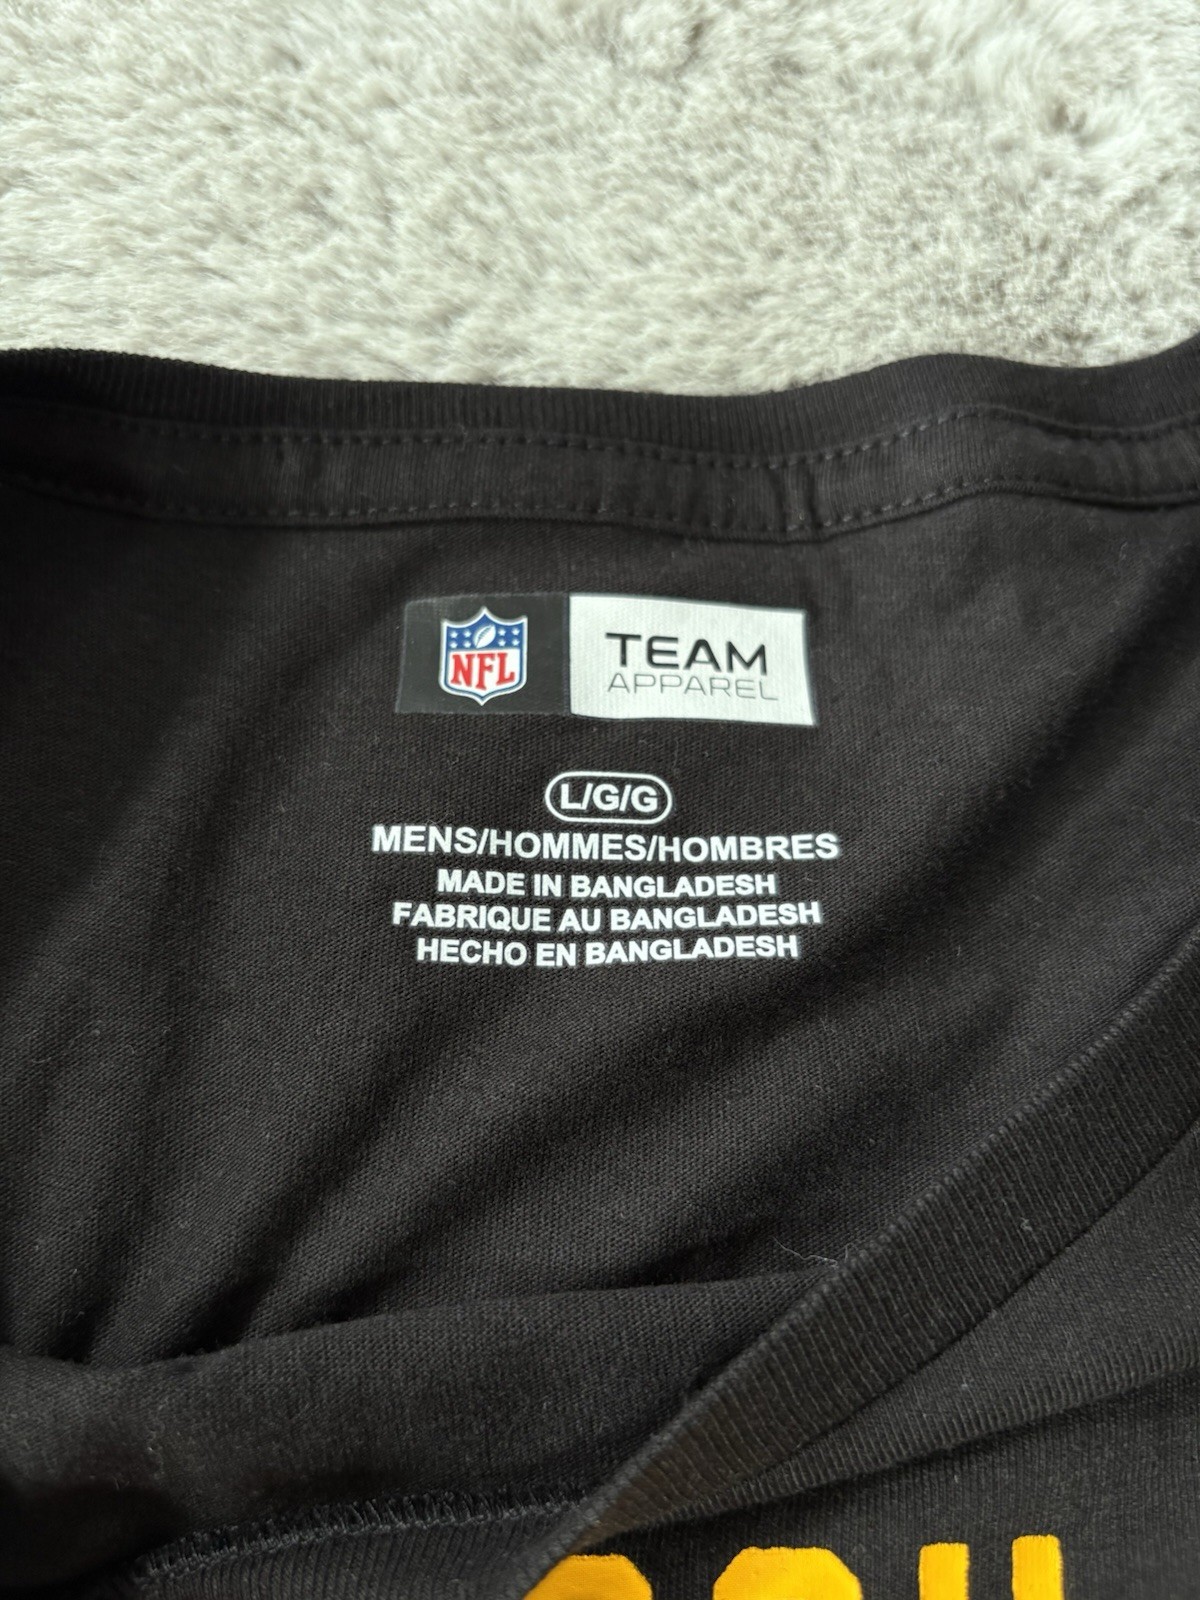 NFL
TEAM
APPAREL
L/G/G
MENS/HOMMES/HOMBRES
MADE IN BANGLADESH
FABRIQUE AU BANGLADESH
HECHO EN BANGLADESH